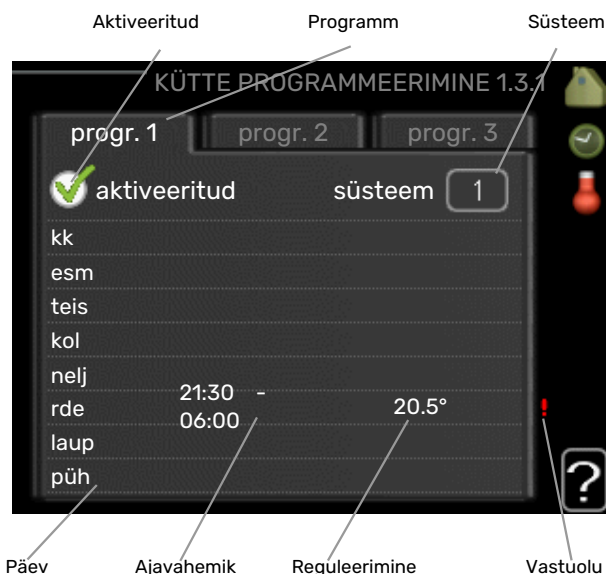 Aktiveeritud Programm Süsteem
KÜTTE PROGRAMMEERIMINE 1.3.1
progr. 1 progr. 2 progr. 3
aktiveeritud süsteem 1
kk
esm
teis
kol
nelj
21:30 -
rde 20.5° !
06:00
laup
püh
?
Päev Ajavahemik Reguleerimine Vastuolu